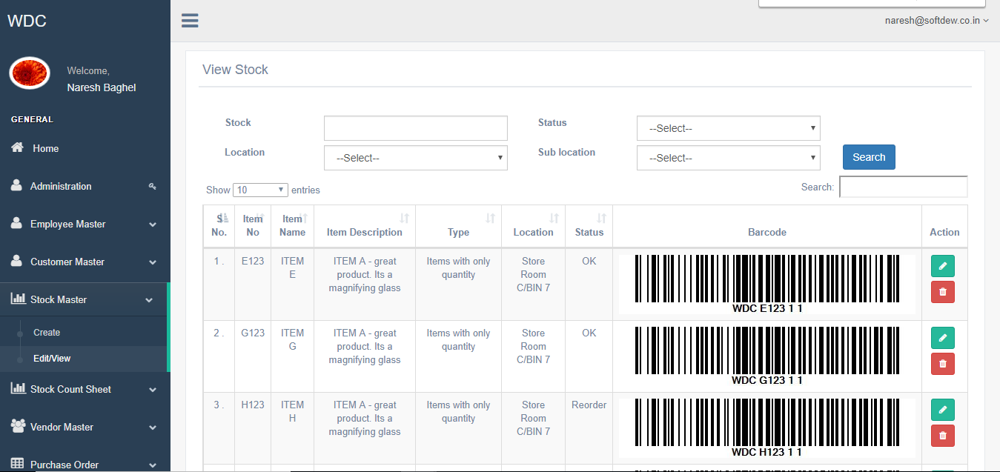 WDC
naresh@softdew.co.in
Welcome,
Naresh Baghel
GENERAL
Home
Administration
Employee Master
Customer Master
Stock Master
Create
Edit/View
Stock Count Sheet
Vendor Master
Purchase Order
View Stock
Stock
Status
--Select--
Location
--Select--
Sub location
--Select--
Search
Show 10 entries
Search:
S No. Item No Item Name Item Description Type Location Status Barcode Action
1 . E123 ITEM E ITEM A - great product. Its a magnifying glass Items with only quantity Store Room C/BIN 7 OK
WDC E123 1 1
2 . G123 ITEM G ITEM A - great product. Its a magnifying glass Items with only quantity Store Room C/BIN 7 OK
WDC G123 1 1
3 . H123 ITEM H ITEM A - great product. Its a magnifying glass Items with only quantity Store Room C/BIN 7 Reorder
WDC H123 1 1